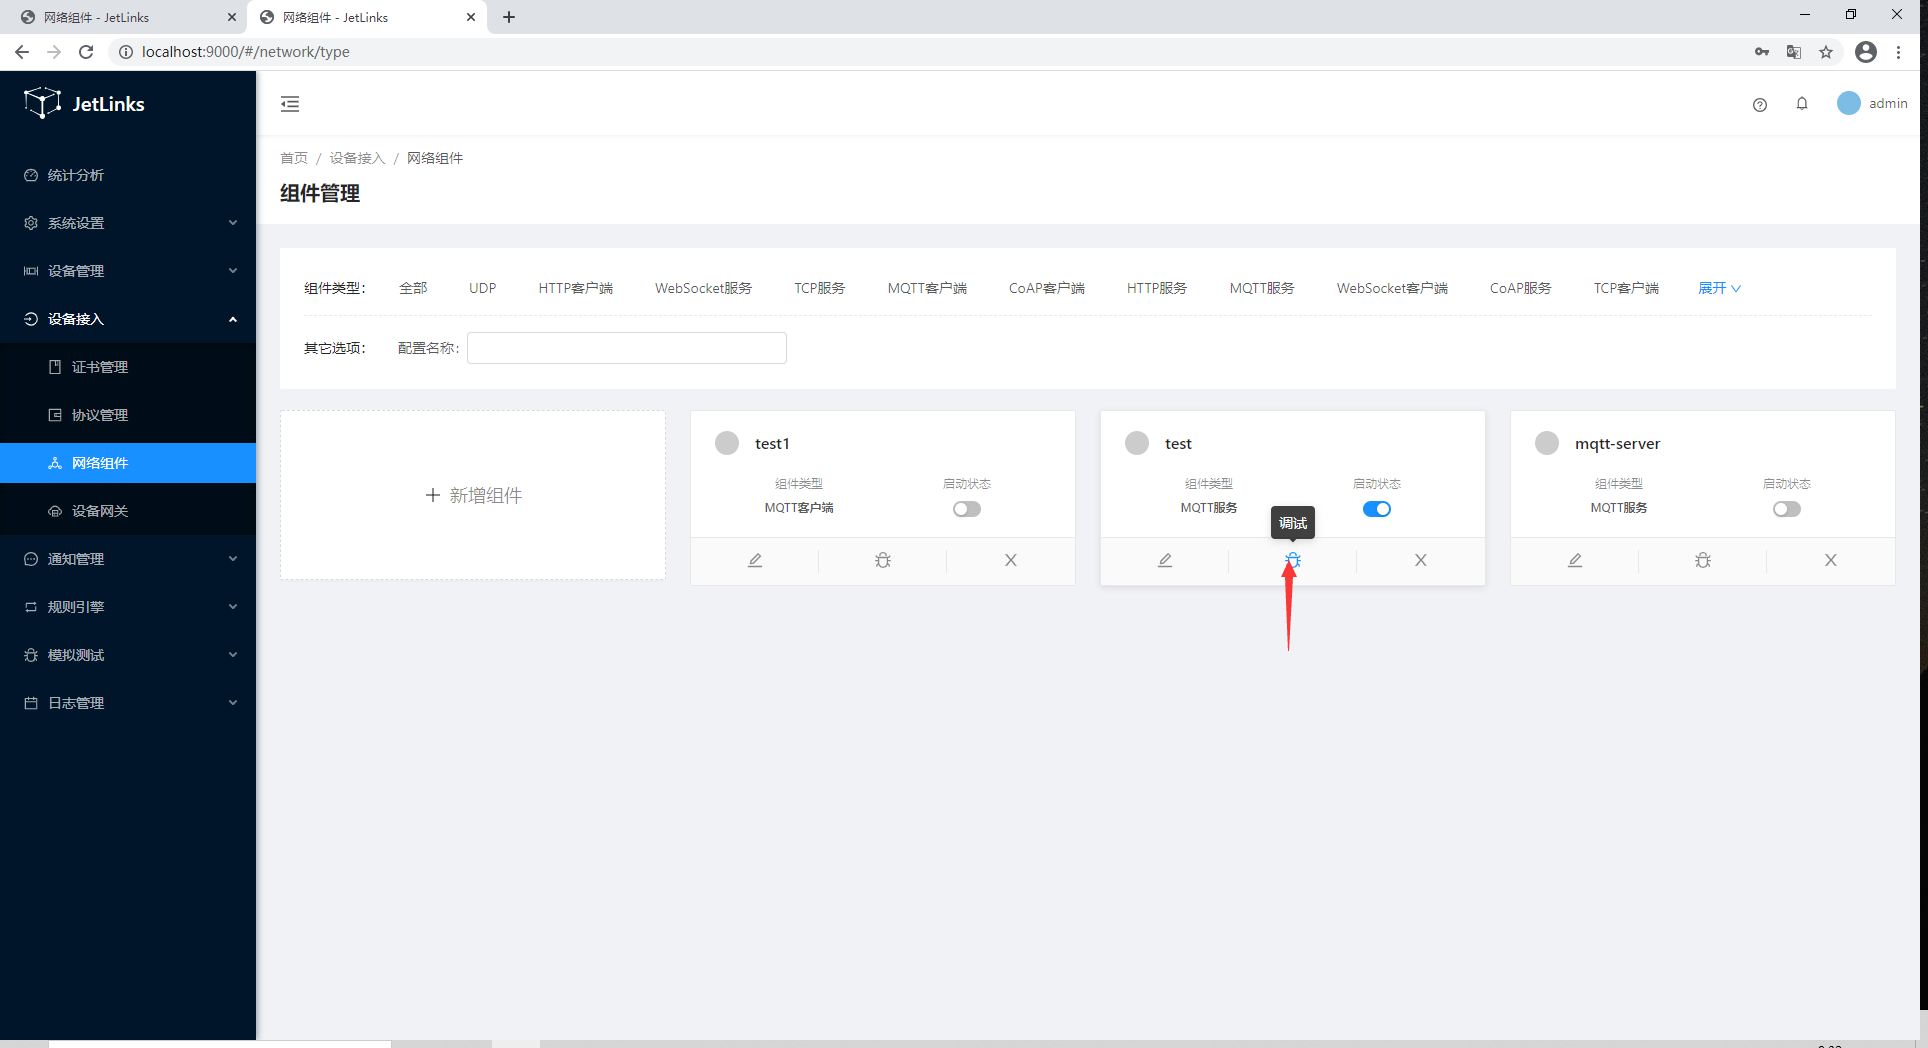 网络组件 - JetLinks
网络组件 - JetLinks
localhost:9000/#/network/type
JetLinks
admin
统计分析
系统设置
设备管理
设备接入
证书管理
协议管理
网络组件
设备网关
通知管理
规则引擎
模拟测试
日志管理
首页 / 设备接入 / 网络组件
组件管理
组件类型： 全部 UDP HTTP客户端 WebSocket服务 TCP服务 MQTT客户端 CoAP客户端 HTTP服务 MQTT服务 WebSocket客户端 CoAP服务 TCP客户端 展开
其它选项： 配置名称：
新增组件
test1
组件类型 启动状态
MQTT客户端
test
组件类型 启动状态
MQTT服务
调试
mqtt-server
组件类型 启动状态
MQTT服务